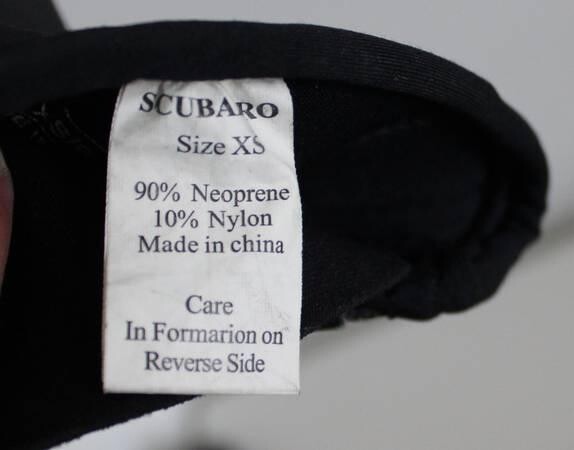 SCUBARO
Size XS
90% Neoprene
10% Nylon
Made in china
Care
In Formarion on
Reverse Side